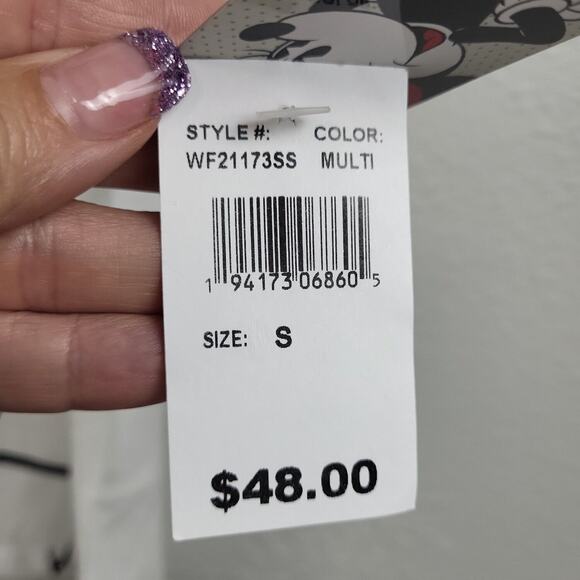 STYLE #: COLOR:
WF21173SS MULTI
1 94173 06860 5
SIZE: S
$48.00